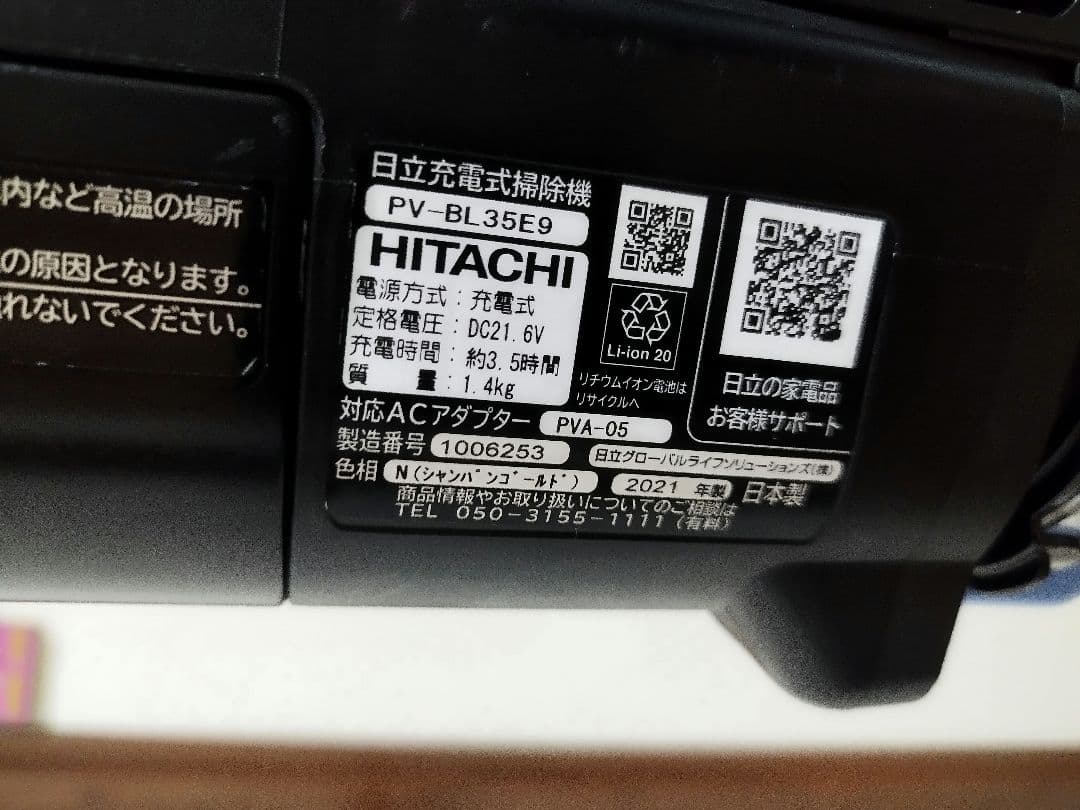 内など高温の場所
の原因となります。
れないでください。
日立充電式掃除機
PV-BL35E9
HITACHI
電源方式：充電式
定格電圧：DC21.6V
充電時間：約3.5時間
質　　量：1.4kg
Li-ion 20
リチウムイオン電池は
リサイクルへ
日立の家電品
お客様サポート
対応ACアダプター PVA-05
製造番号 1006253 日立グローバルライフソリューションズ(株)
色相 N(シャンパンゴールド) 2021 年製 日本製
商品情報やお取り扱いについてのご相談は
TEL 050-3155-1111(有料)